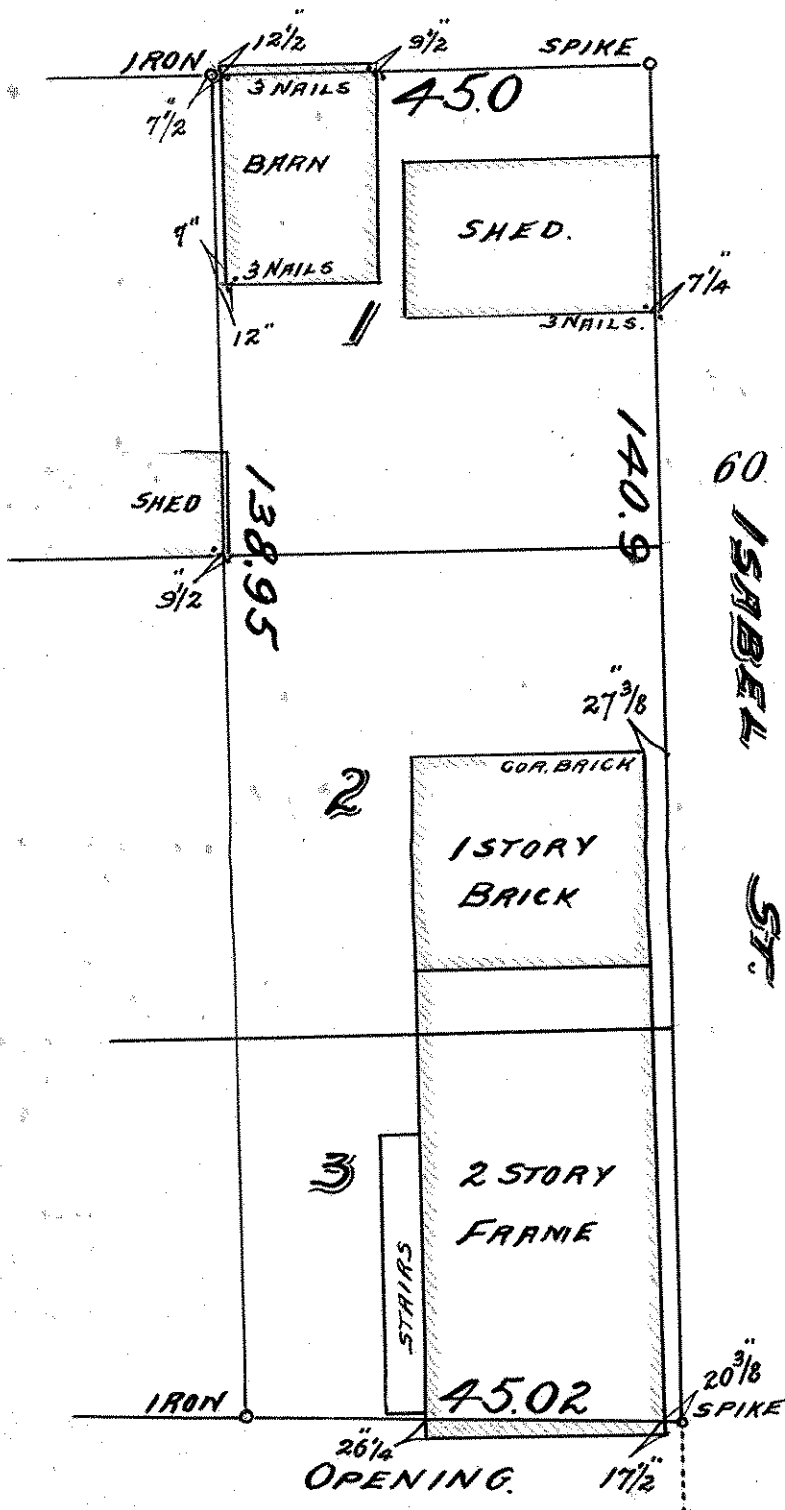 12½"
9½"
IRON
SPIKE
3 NAILS
45.0
7½"
BARN
SHED.
9"
3 NAILS
7¼"
12"
1
3 NAILS.
138.95
140.9
60
ISABEL ST.
SHED
9½"
27⅜"
COR. BRICK
2
1 STORY
BRICK
3
2 STORY
FRAME
STAIRS
IRON
45.02
20⅜"
SPIKE
26¼"
17½"
OPENING.